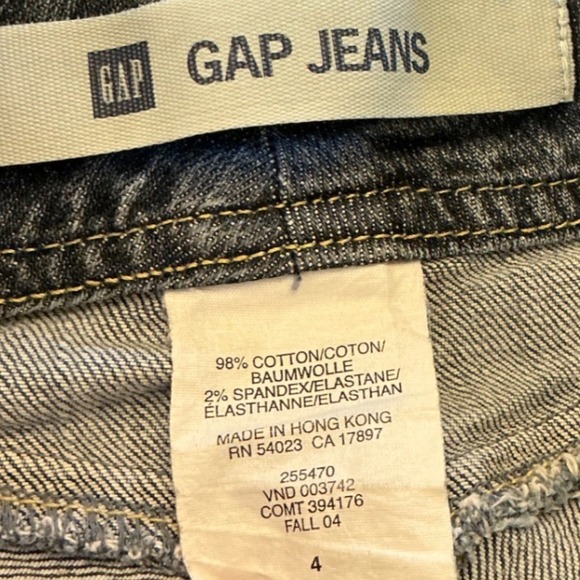 GAP GAP JEANS
98% COTTON/COTON/
BAUMWOLLE
2% SPANDEX/ELASTANE/
ÉLASTHANNE/ELASTHAN
MADE IN HONG KONG
RN 54023 CA 17897
255470
VND 003742
COMT 394176
FALL 04
4